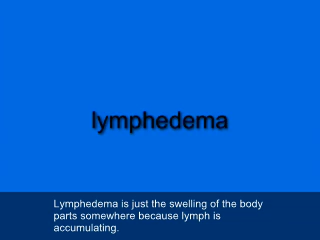 lymphedema
Lymphedema is just the swelling of the body
parts somewhere because lymph is
accumulating.